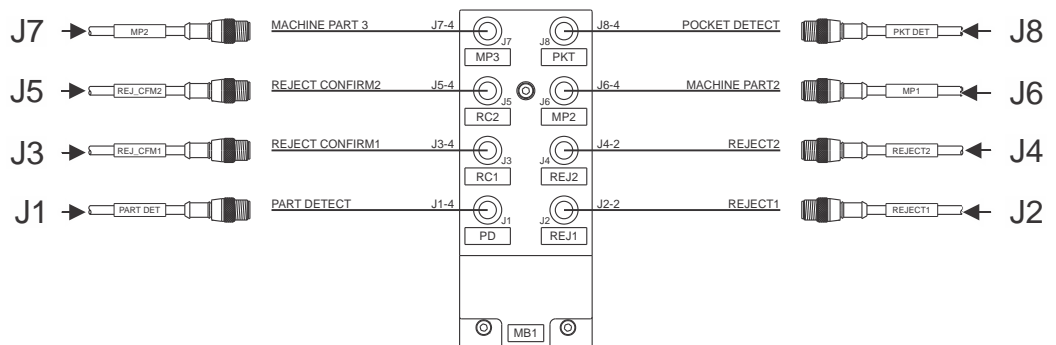 J7 MP2 MACHINE PART 3 J7-4 J7 J8 J8-4 POCKET DETECT PKT DET J8
MP3 PKT
J5 REJ_CFM2 REJECT CONFIRM2 J5-4 J5 J6 J6-4 MACHINE PART2 MP1 J6
RC2 MP2
J3 REJ_CFM1 REJECT CONFIRM1 J3-4 J3 J4 J4-2 REJECT2 REJECT2 J4
RC1 REJ2
J1 PART DET PART DETECT J1-4 J1 J2 J2-2 REJECT1 REJECT1 J2
PD REJ1
MB1